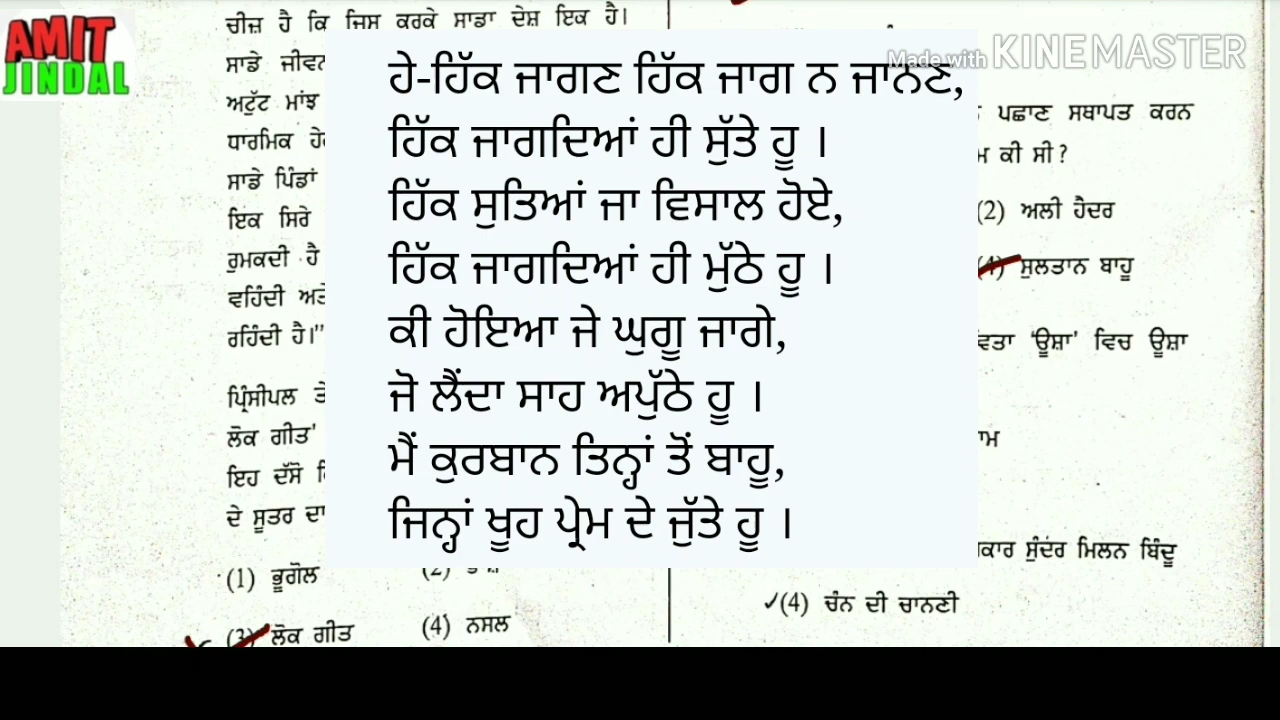 AMIT
JINDAL
Made with KINEMASTER
ਚੀਜ਼ ਹੈ ਕਿ ਜਿਸ ਕਰਕੇ ਸਾਡਾ ਦੇਸ਼ ਇਕ ਹੈ।
ਸਾਡੇ
ਅਟੁੱਟ ਮਾਂਝ
ਧਾਰਮਿਕ
ਸਾਡੇ ਪਿੰਡਾਂ
ਇਕ ਸਿਰੇ
ਰੁਮਕਦੀ ਹੈ
ਵਹਿੰਦੀ
ਰਹਿੰਦੀ ਹੈ।"
ਪ੍ਰਿੰਸੀਪਲ
ਲੋਕ ਗੀਤ'
ਇਹ ਦੱਸੋ
ਦੇ ਸੂਤਰ ਦਾ
(1) ਭੂਗੋਲ
(3) ਲੋਕ ਗੀਤ
(4) ਨਸਲ
ਹੇ-ਹਿੱਕ ਜਾਗਣ ਹਿੱਕ ਜਾਗ ਨ ਜਾਨਣ,
ਹਿੱਕ ਜਾਗਦਿਆਂ ਹੀ ਸੁੱਤੇ ਹੂ ।
ਹਿੱਕ ਸੁਤਿਆਂ ਜਾ ਵਿਸਾਲ ਹੋਏ,
ਹਿੱਕ ਜਾਗਦਿਆਂ ਹੀ ਮੁੱਠੇ ਹੂ ।
ਕੀ ਹੋਇਆ ਜੇ ਘੁਗੂ ਜਾਗੇ,
ਜੋ ਲੈਂਦਾ ਸਾਹ ਅਪੁੱਠੇ ਹੂ ।
ਮੈਂ ਕੁਰਬਾਨ ਤਿਨ੍ਹਾਂ ਤੋਂ ਬਾਹੂ,
ਜਿਨ੍ਹਾਂ ਖੂਹ ਪ੍ਰੇਮ ਦੇ ਜੁੱਤੇ ਹੂ ।
ਪਛਾਣ ਸਥਾਪਤ ਕਰਨ
ਕੀ ਸੀ?
(2) ਅਲੀ ਹੈਦਰ
(4) ਸੁਲਤਾਨ ਬਾਹੂ
'ਊਸ਼ਾ' ਵਿਚ ਊਸ਼ਾ
ਸੁੰਦਰ ਮਿਲਨ ਬਿੰਦੂ
(4) ਚੰਨ ਦੀ ਚਾਨਣੀ